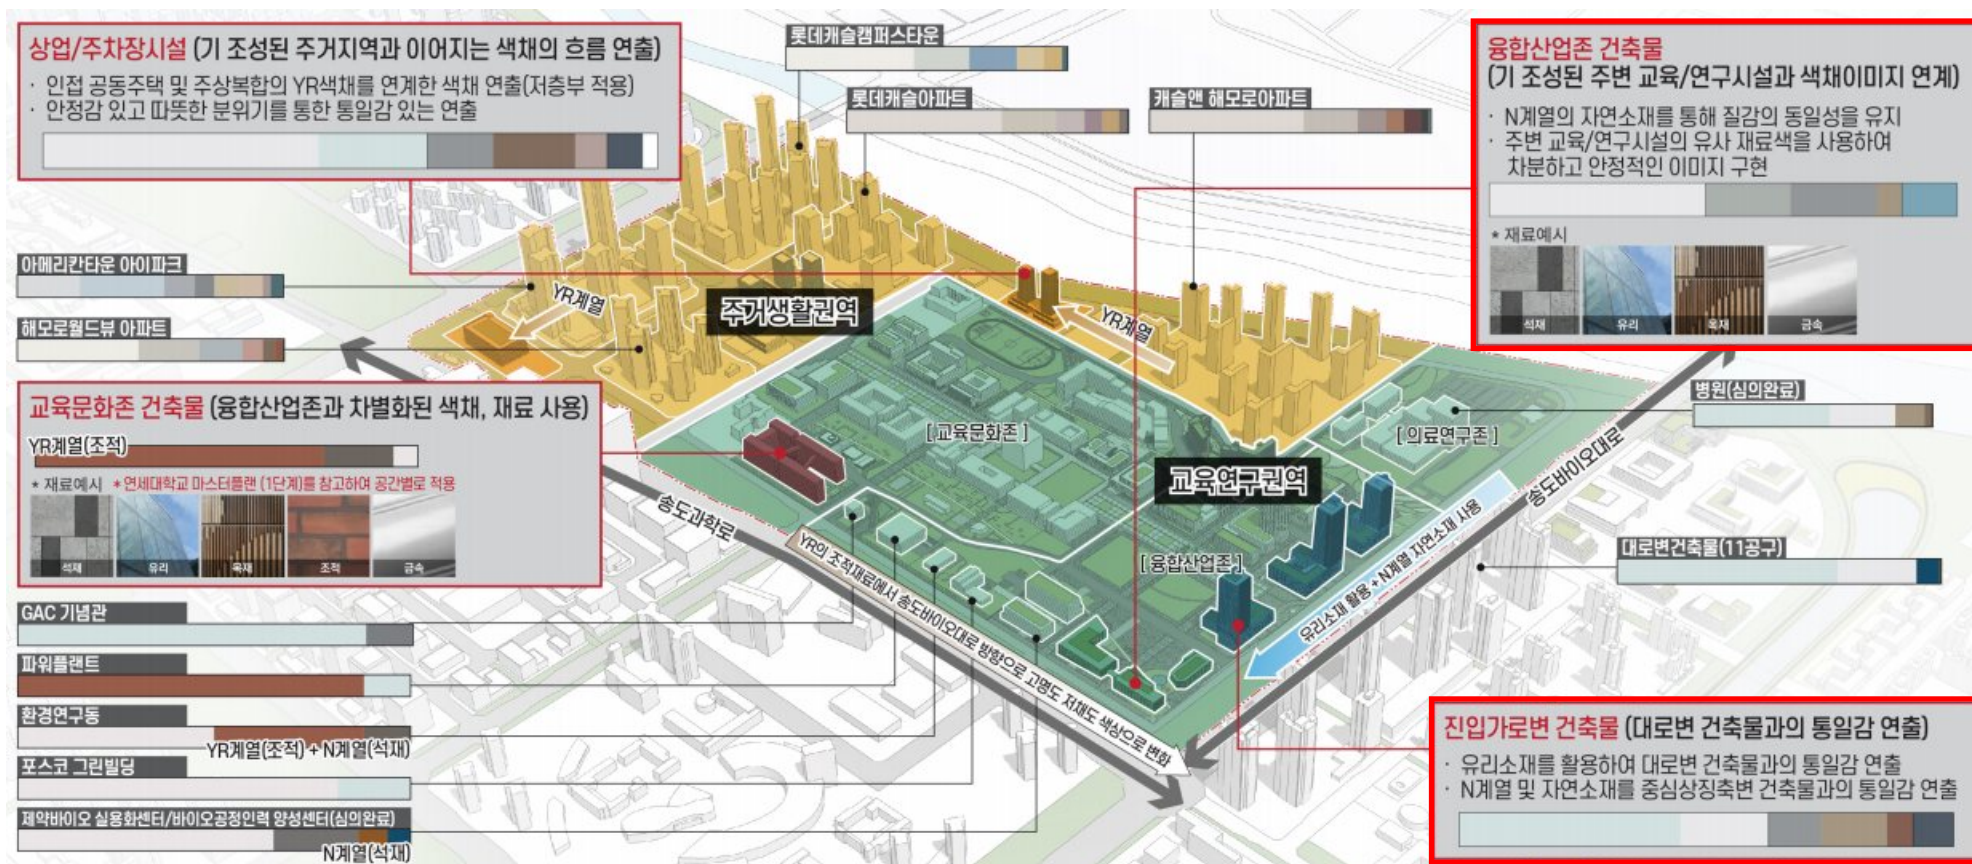 상업/주차장시설 (기 조성된 주거지역과 이어지는 색채의 흐름 연출)
· 인접 공동주택 및 주상복합의 YR색채를 연계한 색채 연출(저층부 적용)
· 안정감 있고 따뜻한 분위기를 통한 통일감 있는 연출
롯데캐슬캠퍼스타운
롯데캐슬아파트
캐슬앤 해모로아파트
융합산업존 건축물
(기 조성된 주변 교육/연구시설과 색채이미지 연계)
· N계열의 자연소재를 통해 질감의 동일성을 유지
· 주변 교육/연구시설의 유사 재료색을 사용하여
차분하고 안정적인 이미지 구현
* 재료예시
석재
유리
목재
금속
아메리칸타운 아이파크
해모로월드뷰 아파트
YR계열
주거생활권역
YR계열
교육문화존 건축물 (융합산업존과 차별화된 색채, 재료 사용)
YR계열(조적)
* 재료예시 * 연세대학교 마스터플랜 (1단계)를 참고하여 공간별로 적용
석재
유리
목재
조적
금속
[ 교육문화존 ]
교육연구권역
[ 의료연구존 ]
병원(심의완료)
[ 융합산업존 ]
송도과학로
송도바이오대로
YR의 조적재료에서 송도바이오대로 방향으로 고명도 저채도 색상으로 변화
유리소재 활용 + N계열 자연소재 사용
대로변건축물(11공구)
GAC 기념관
파워플랜트
환경연구동
YR계열(조적) + N계열(석재)
포스코 그린빌딩
제약바이오 실용화센터/바이오공정인력 양성센터(심의완료)
N계열(석재)
진입가로변 건축물 (대로변 건축물과의 통일감 연출)
· 유리소재를 활용하여 대로변 건축물과의 통일감 연출
· N계열 및 자연소재를 중심상징축변 건축물과의 통일감 연출